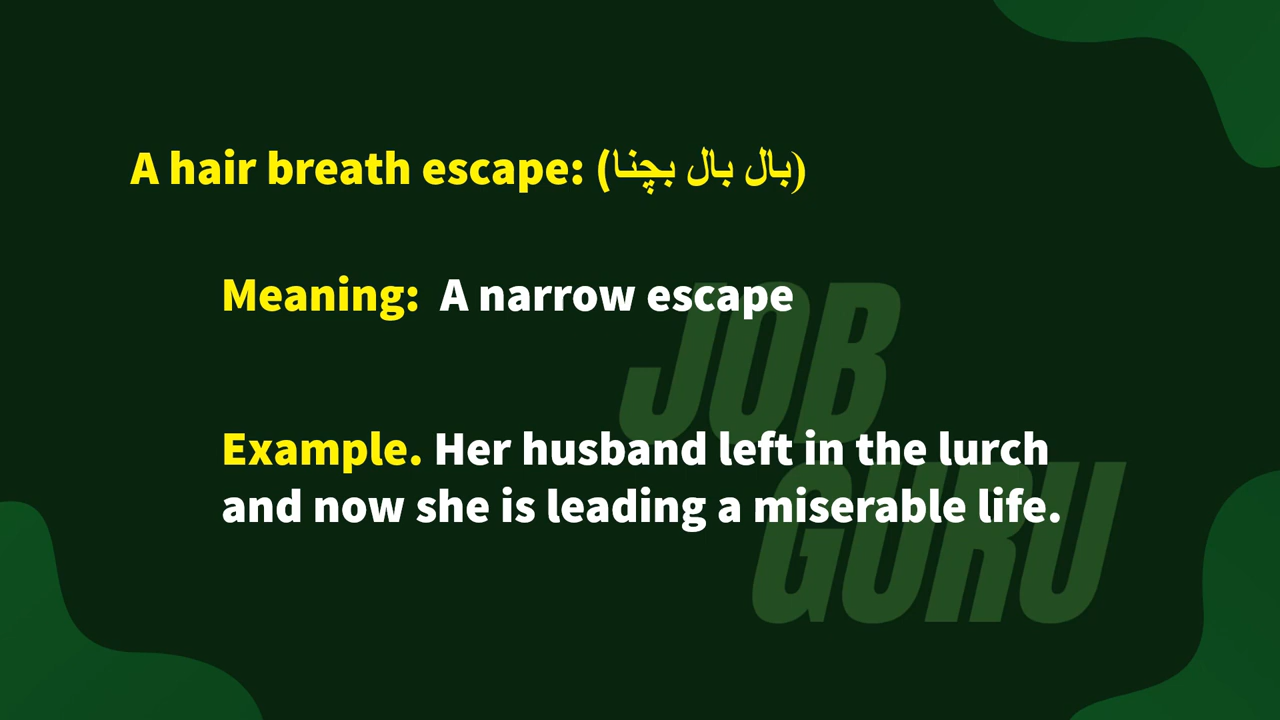 A hair breath escape: (بال بال بچنا)
Meaning: A narrow escape
Example. Her husband left in the lurch
and now she is leading a miserable life.
JOB
GURU